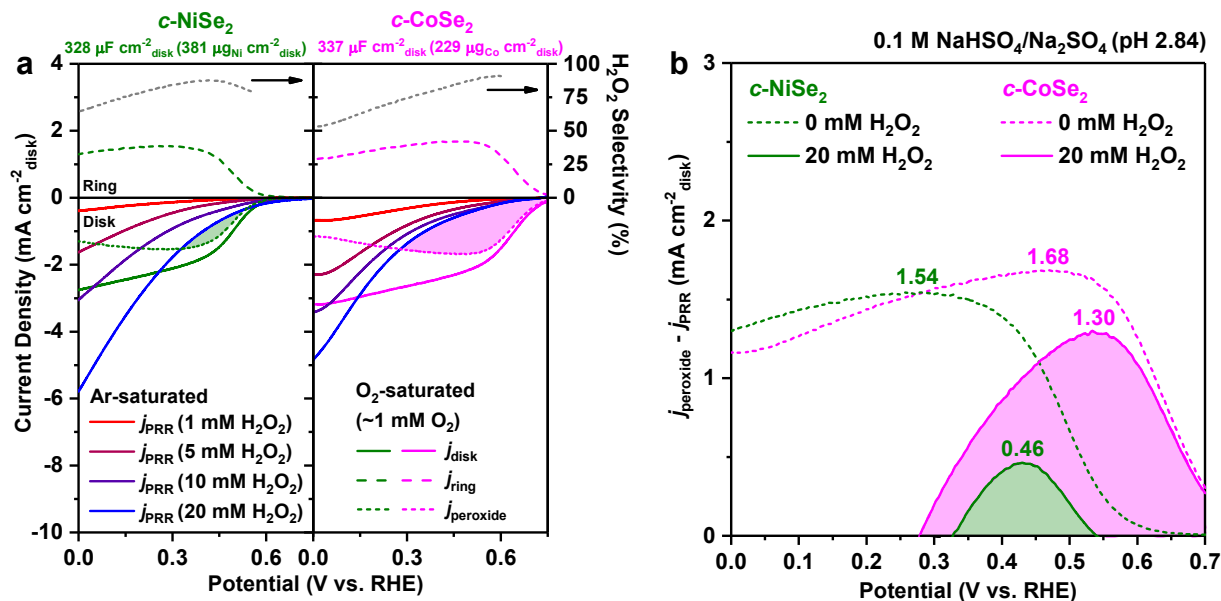 a
c-NiSe2
328 µF cm⁻²disk (381 µgNi cm⁻²disk)
c-CoSe2
337 µF cm⁻²disk (229 µgCo cm⁻²disk)
Current Density (mA cm⁻²disk)
4
2
0
-2
-4
-6
-8
-10
Ring
Disk
100
75
50
25
0
H2O2 Selectivity (%)
Ar-saturated
jPRR (1 mM H2O2)
jPRR (5 mM H2O2)
jPRR (10 mM H2O2)
jPRR (20 mM H2O2)
O2-saturated
(~1 mM O2)
jdisk
jring
jperoxide
0.0 0.3 0.6 0.0 0.3 0.6
Potential (V vs. RHE)
b
0.1 M NaHSO4/Na2SO4 (pH 2.84)
jperoxide - jPRR (mA cm⁻²disk)
3
2
1
0
c-NiSe2
0 mM H2O2
20 mM H2O2
c-CoSe2
0 mM H2O2
20 mM H2O2
1.54
1.68
1.30
0.46
0.0 0.1 0.2 0.3 0.4 0.5 0.6 0.7
Potential (V vs. RHE)